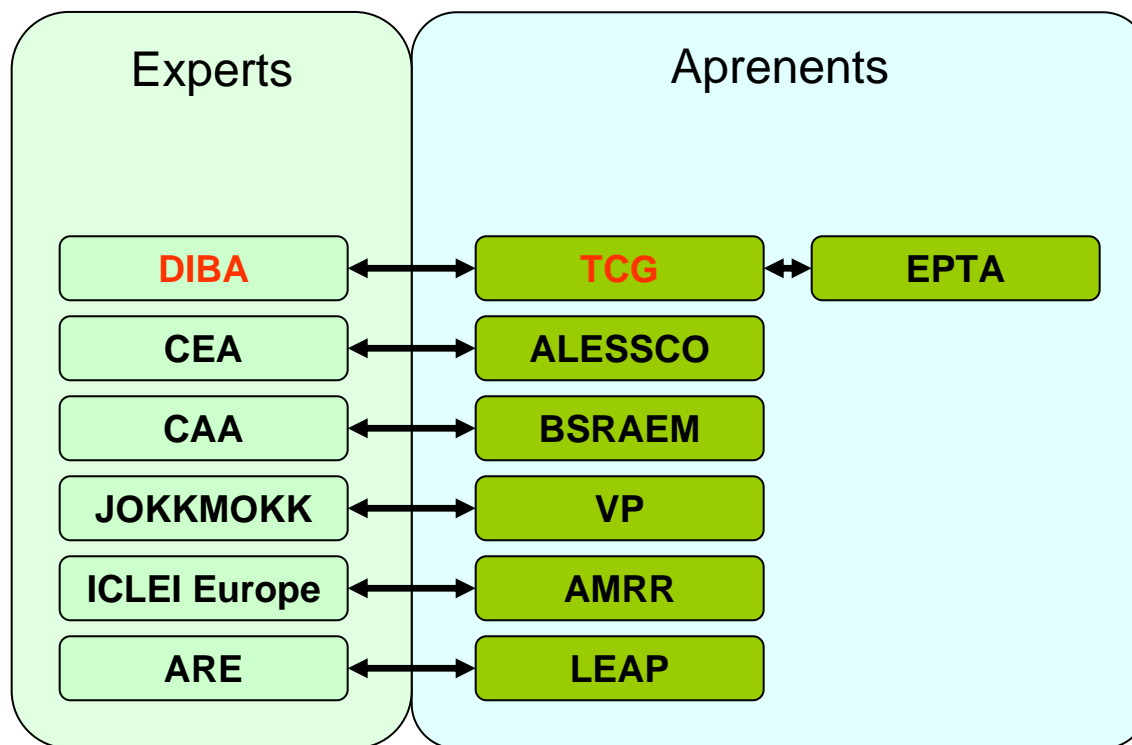 Experts
Aprenents
DIBA
TCG
EPTA
CEA
ALESSCO
CAA
BSRAEM
JOKKMOKK
VP
ICLEI Europe
AMRR
ARE
LEAP